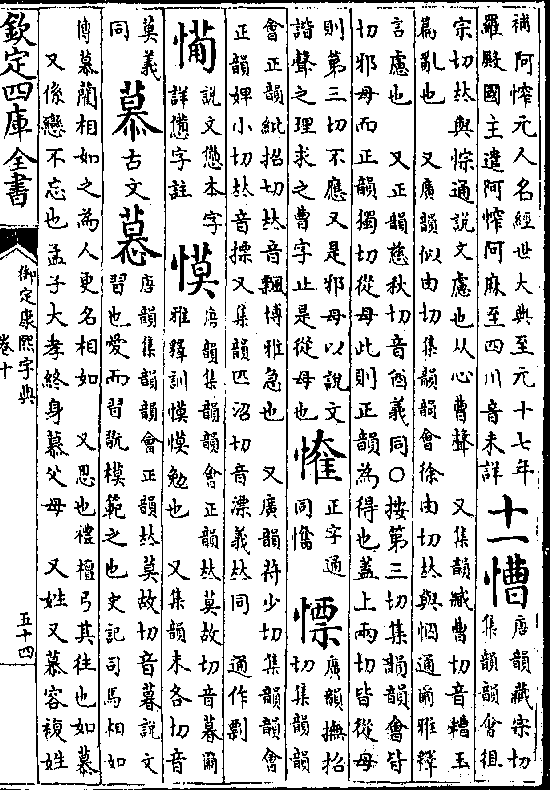 補阿元人名經世大典至元十七年
羅殿國主遣阿阿麻至四川音未詳
十一
慒
唐韻藏宗切
集韻韻會徂
宗切𠀤與悰通說文慮也从心曹聲　又集韻臧曹切音糟玉
篇亂也　又廣韻似由切集韻韻會徐由切𠀤與怞通爾雅釋
言慮也　又正韻慈秋切音酋義同○按第三切集韻韻會皆
切邪母而正韻獨切從母此則正韻為得也蓋上兩切皆從母
則第三切不應又是邪母以說文
諧聲之理求之曹字止是從母也
正字通
同
慓
廣韻撫招
切集韻韻
會正韻紕招切𠀤音飄博雅急也　又廣韻符少切集韻韻會
正韻婢小切𠀤音摽又集韻匹沼切音漂義𠀤同　通作剽
說文憊本字
詳憊字註
慔
唐韻集韻韻會正韻𠀤莫故切音暮爾
雅釋訓慔慔勉也　又集韻末各切音
莫義
同
慕
古文
唐韻集韻韻會正韻𠀤莫故切音暮說文
習也愛而習翫模範之也史記司馬相如
傳慕藺相如之為人更名相如　又思也禮檀弓其往也如慕
又係戀不忘也孟子大孝終身慕父母　又姓又慕容複姓
欽定四庫全書
御定康熙字典
卷十
五十四